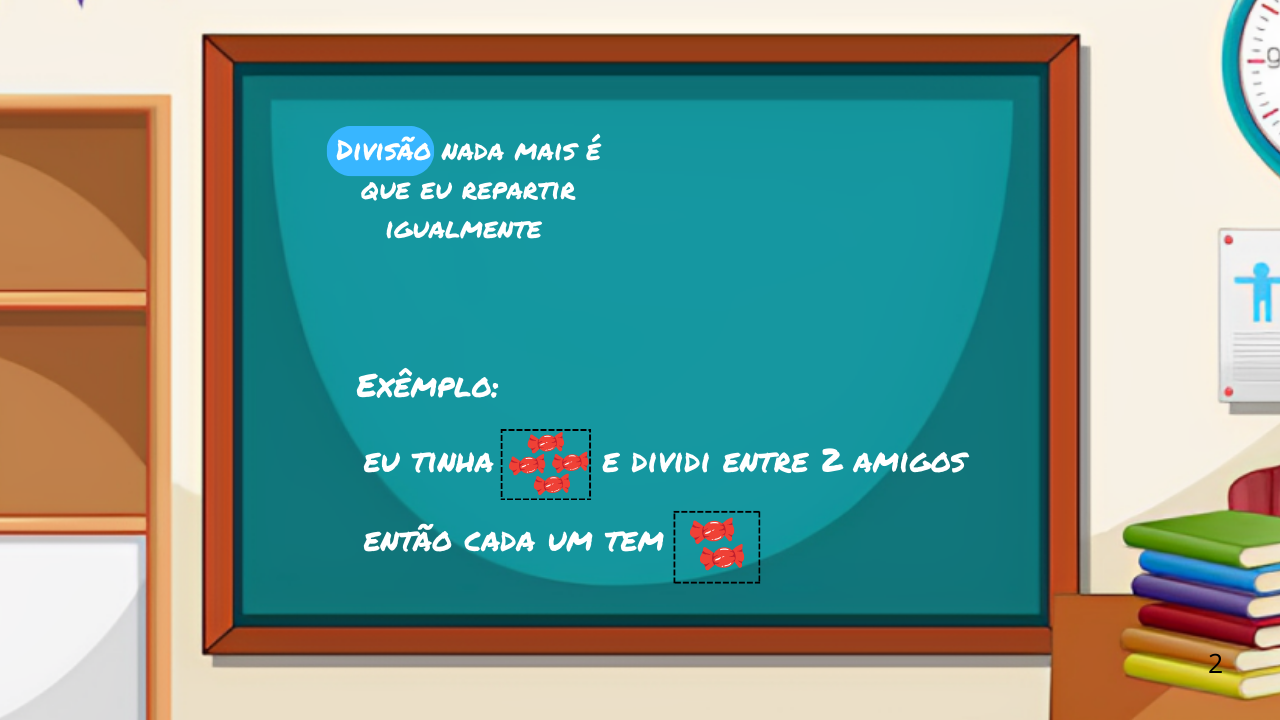 Divisão nada mais é
que eu repartir
igualmente
Exêmplo:
eu tinha e dividi entre 2 amigos
então cada um tem
9
2